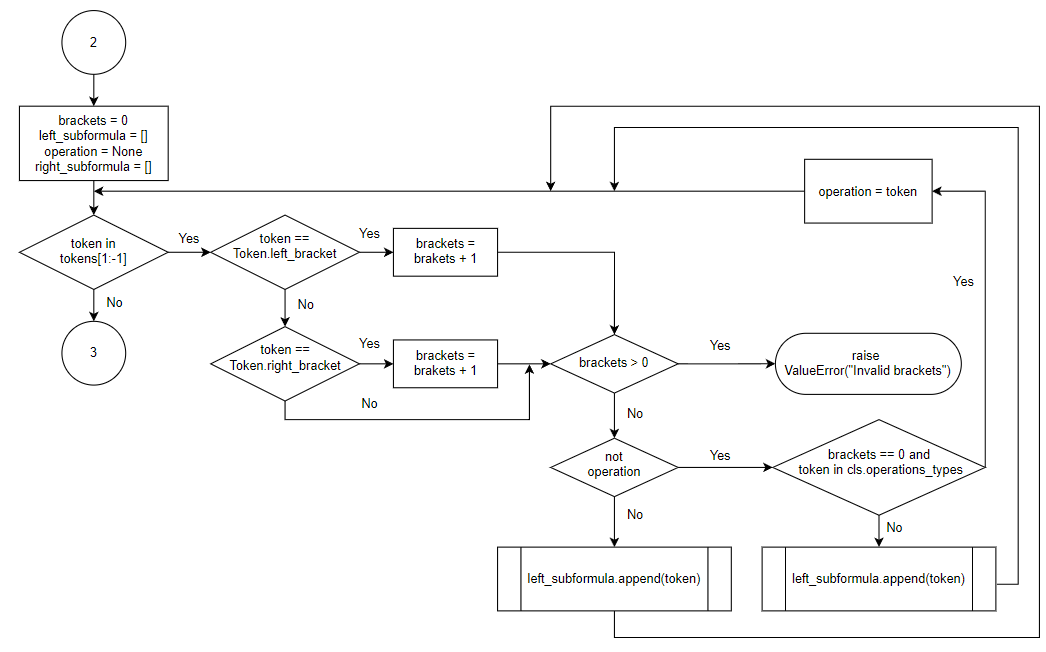 2
brackets = 0
left_subformula = []
operation = None
right_subformula = []
operation = token
token in
tokens[1:-1]
Yes
token ==
Token.left_bracket
Yes
brackets =
brakets + 1
No
3
No
token ==
Token.right_bracket
Yes
brackets =
brakets + 1
No
brackets > 0
Yes
raise
ValueError("Invalid brackets")
Yes
No
not
operation
Yes
brackets == 0 and
token in cls.operations_types
No
No
left_subformula.append(token)
left_subformula.append(token)